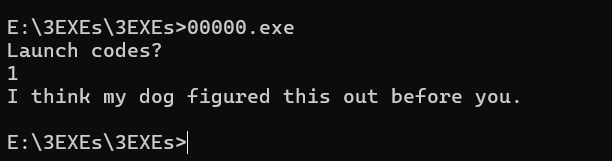 E:\3EXEs\3EXEs>00000.exe
Launch codes?
1
I think my dog figured this out before you.
E:\3EXEs\3EXEs>